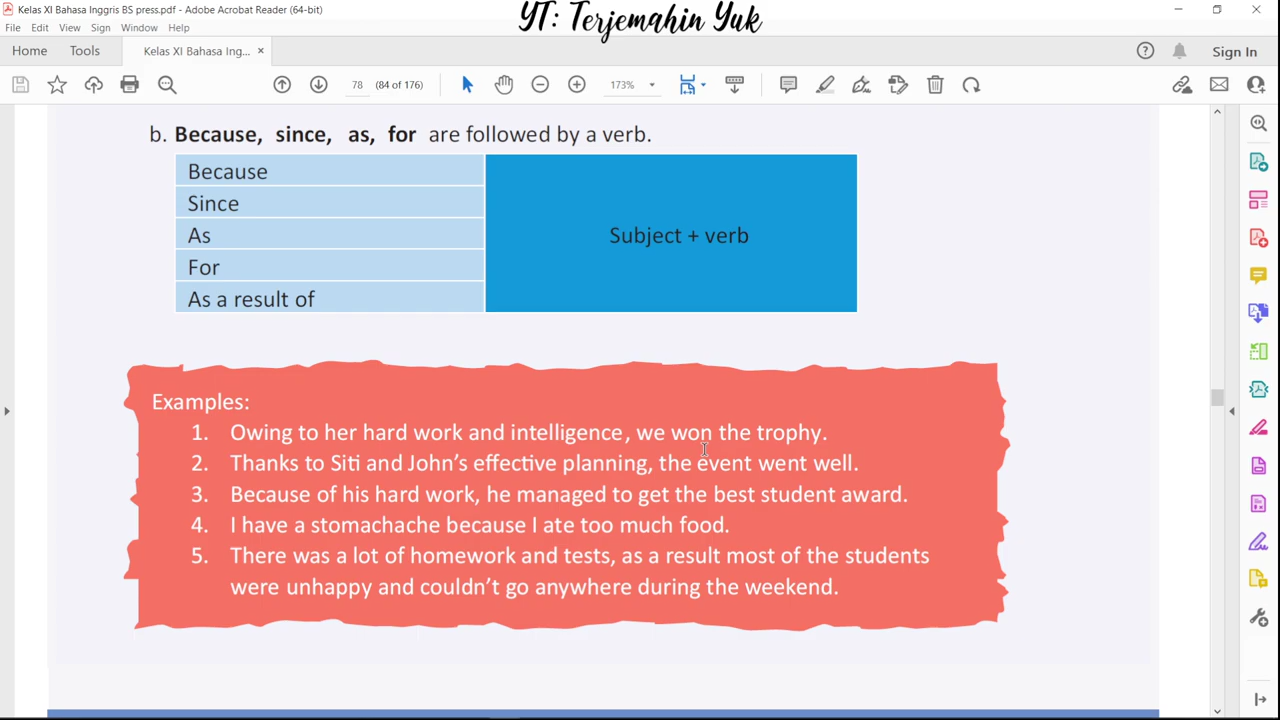 Kelas XI Bahasa Inggris BS press.pdf - Adobe Acrobat Reader (64-bit)
YT: Terjemahin Yuk
File Edit View Sign Window Help
Home Tools Kelas XI Bahasa Ing... × Sign In
78 (84 of 176) 173%
b. Because, since, as, for are followed by a verb.
Because
Since
As
For
As a result of
Subject + verb
Examples:
1. Owing to her hard work and intelligence, we won the trophy.
2. Thanks to Siti and John's effective planning, the event went well.
3. Because of his hard work, he managed to get the best student award.
4. I have a stomachache because I ate too much food.
5. There was a lot of homework and tests, as a result most of the students
were unhappy and couldn't go anywhere during the weekend.